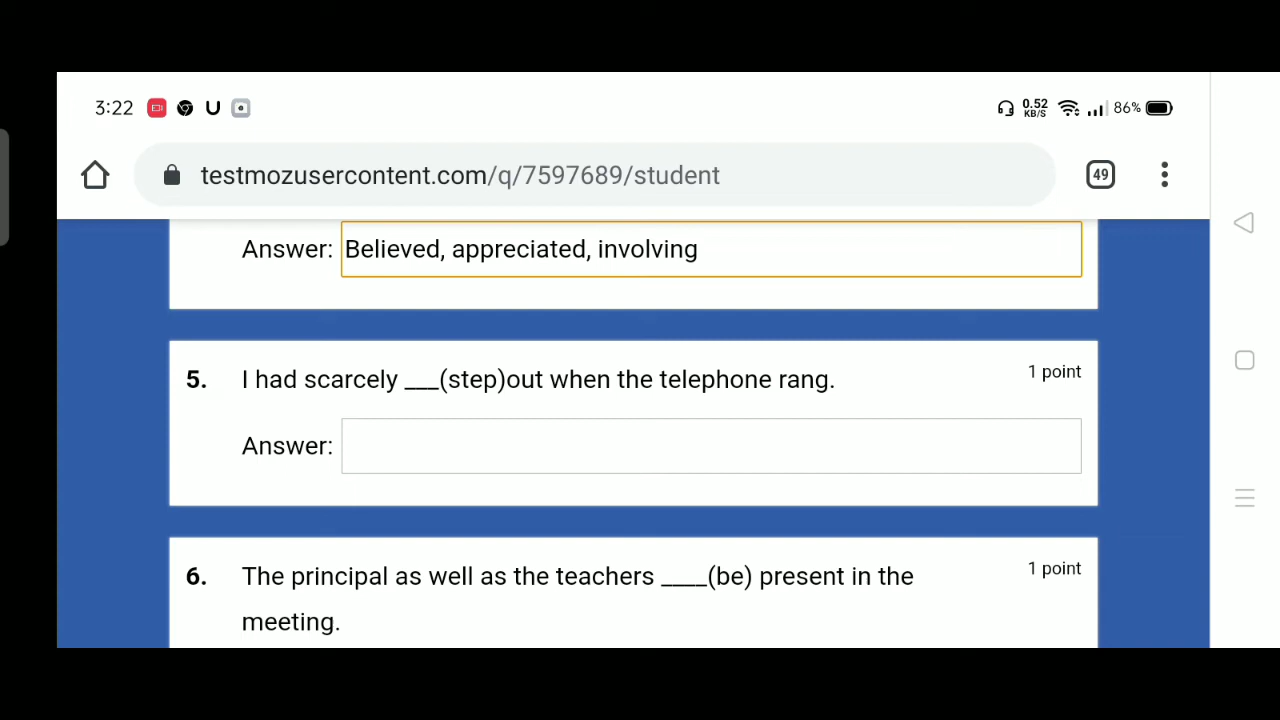 3:22 U 0.52 KB/S 86%
testmozusercontent.com/q/7597689/student 49
Answer: Believed, appreciated, involving
5. I had scarcely ___(step)out when the telephone rang. 1 point
Answer:
6. The principal as well as the teachers ____(be) present in the 1 point
meeting.